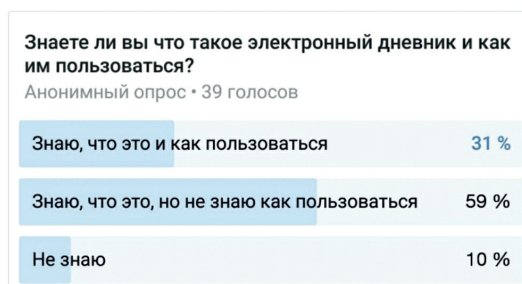 Знаете ли вы что такое электронный дневник и как
им пользоваться?
Анонимный опрос • 39 голосов
Знаю, что это и как пользоваться 31 %
Знаю, что это, но не знаю как пользоваться 59 %
Не знаю 10 %